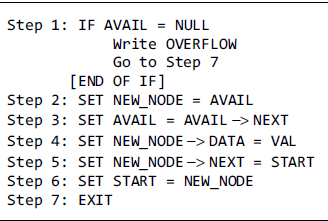 Step 1: IF AVAIL = NULL
Write OVERFLOW
Go to Step 7
[END OF IF]
Step 2: SET NEW_NODE = AVAIL
Step 3: SET AVAIL = AVAIL –> NEXT
Step 4: SET NEW_NODE –> DATA = VAL
Step 5: SET NEW_NODE –> NEXT = START
Step 6: SET START = NEW_NODE
Step 7: EXIT